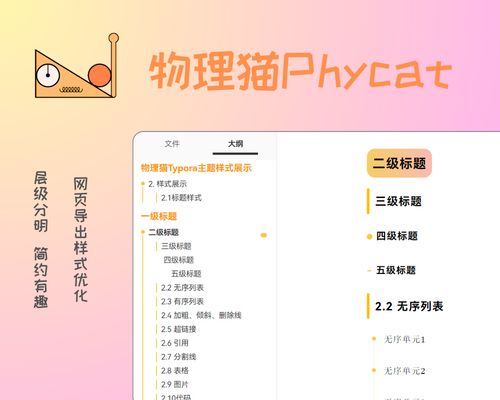 物理猫Phycat
层级分明 简约有趣
网页导出样式优化
文件
大纲
物理猫Typora主题样式展示
2. 样式展示
2.1标题样式
一级标题
二级标题
三级标题
四级标题
五级标题
2.2 无序列表
2.3 有序列表
2.4 加粗、倾斜、删除线
2.5 超链接
2.6 引用
2.7 分割线
2.8 表格
2.9 图片
2.10代码
二级标题
三级标题
四级标题
五级标题
2.2 无序列表
无序单元1
无序单元2